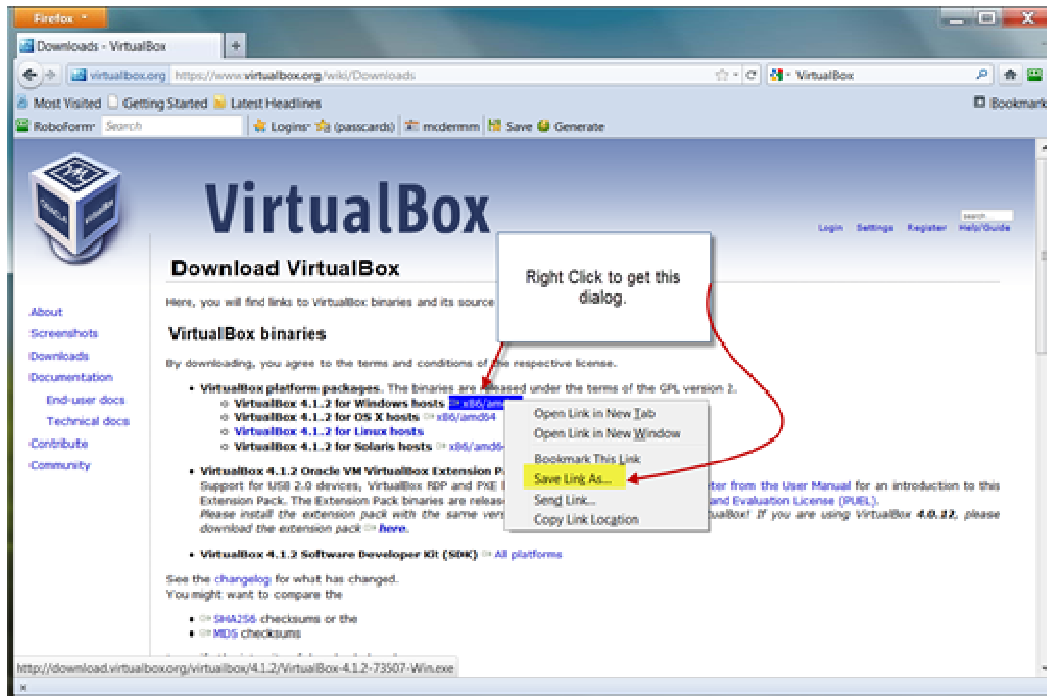 Firefox
Downloads - VirtualBox
virtualbox.org https://www.virtualbox.org/wiki/Downloads
VirtualBox
Most Visited Getting Started Latest Headlines
Bookmark
RoboForm Search Logins (passcards) mcdermm Save Generate
ORACLE
VirtualBox
VirtualBox
search...
Login Settings Register Help/Guide
Download VirtualBox
Right Click to get this
dialog.
Here, you will find links to VirtualBox binaries and its source
About
Screenshots
Downloads
Documentation
End-user docs
Technical docs
Contribute
Community
VirtualBox binaries
By downloading, you agree to the terms and conditions of the respective license.
• VirtualBox platform packages. The binaries are released under the terms of the GPL version 2.
VirtualBox 4.1.2 for Windows hosts x86/am
VirtualBox 4.1.2 for OS X hosts x86/amd64
VirtualBox 4.1.2 for Linux hosts
VirtualBox 4.1.2 for Solaris hosts x86/amd6
Open Link in New Tab
Open Link in New Window
Bookmark This Link
Save Link As...
Send Link...
Copy Link Location
• VirtualBox 4.1.2 Oracle VM VirtualBox Extension P
Support for USB 2.0 devices, VirtualBox RDP and PXE ter from the User Manual for an introduction to this
Extension Pack. The Extension Pack binaries are releas and Evaluation License (PUEL).
Please install the extension pack with the same vers tualBox! If you are using VirtualBox 4.0.12, please
download the extension pack here.
• VirtualBox 4.1.2 Software Developer Kit (SDK) All platforms
See the changelog for what has changed.
You might want to compare the
• SHA256 checksums or the
• MD5 checksums
http://download.virtualbox.org/virtualbox/4.1.2/VirtualBox-4.1.2-73507-Win.exe